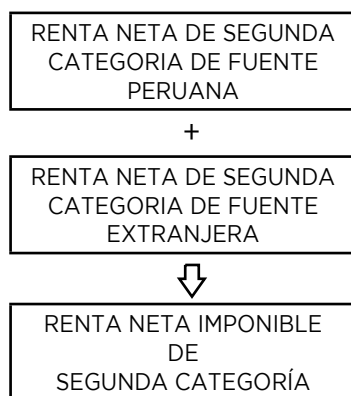 RENTA NETA DE SEGUNDA
CATEGORIA DE FUENTE
PERUANA
+
RENTA NETA DE SEGUNDA
CATEGORIA DE FUENTE
EXTRANJERA
RENTA NETA IMPONIBLE
DE
SEGUNDA CATEGORÍA